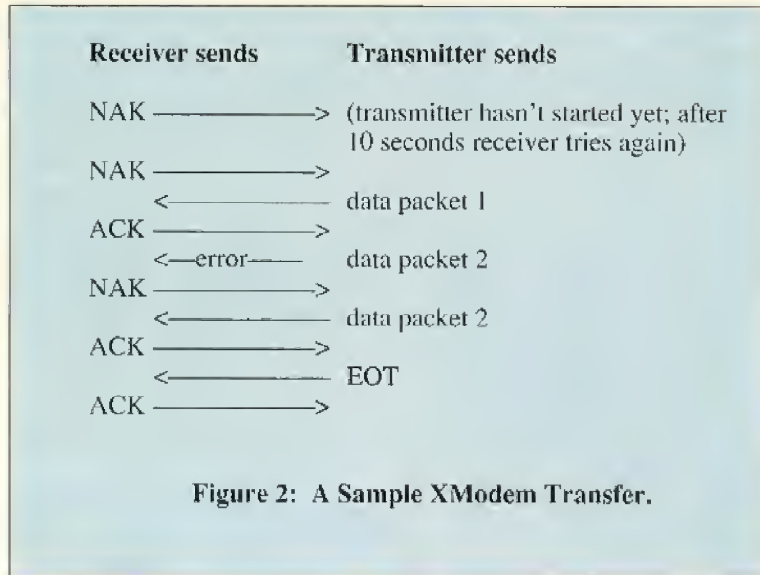 Receiver sends Transmitter sends
NAK (transmitter hasn't started yet; after
10 seconds receiver tries again)
NAK
data packet 1
ACK
error data packet 2
NAK
data packet 2
ACK
EOT
ACK
Figure 2: A Sample XModem Transfer.